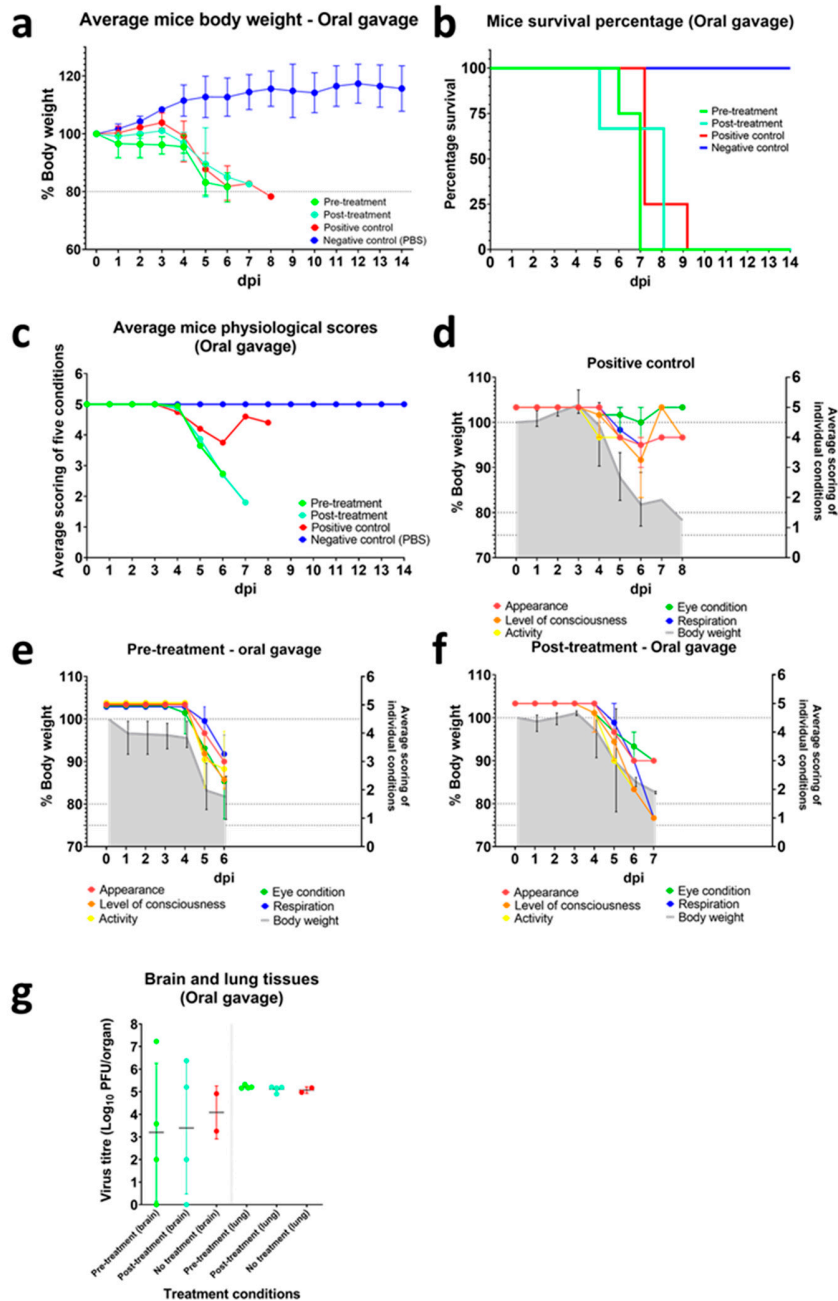 a
Average mice body weight - Oral gavage
% Body weight
120
100
80
60
0 1 2 3 4 5 6 7 8 9 10 11 12 13 14
dpi
Pre-treatment
Post-treatment
Positive control
Negative control (PBS)
b
Mice survival percentage (Oral gavage)
Percentage survival
100
75
50
25
0
0 1 2 3 4 5 6 7 8 9 10 11 12 13 14
dpi
Pre-treatment
Post-treatment
Positive control
Negative control
c
Average mice physiological scores
(Oral gavage)
Average scoring of five conditions
6
5
4
3
2
1
0
0 1 2 3 4 5 6 7 8 9 10 11 12 13 14
dpi
Pre-treatment
Post-treatment
Positive control
Negative control (PBS)
d
Positive control
% Body weight
110
100
90
80
70
0 1 2 3 4 5 6 7 8
dpi
6
5
4
3
2
1
0
Average scoring of
individual conditions
Appearance
Level of consciousness
Activity
Eye condition
Respiration
Body weight
e
Pre-treatment - oral gavage
% Body weight
110
100
90
80
70
0 1 2 3 4 5 6
dpi
6
5
4
3
2
1
0
Average scoring of
individual conditions
Appearance
Level of consciousness
Activity
Eye condition
Respiration
Body weight
f
Post-treatment - Oral gavage
% Body weight
110
100
90
80
70
0 1 2 3 4 5 6 7
dpi
6
5
4
3
2
1
0
Average scoring of
individual conditions
Appearance
Level of consciousness
Activity
Eye condition
Respiration
Body weight
g
Brain and lung tissues
(Oral gavage)
Virus titre (Log10 PFU/organ)
8
7
6
5
4
3
2
1
0
Pre-treatment (brain)
Post-treatment (brain)
No treatment (brain)
Pre-treatment (lung)
Post-treatment (lung)
No treatment (lung)
Treatment conditions